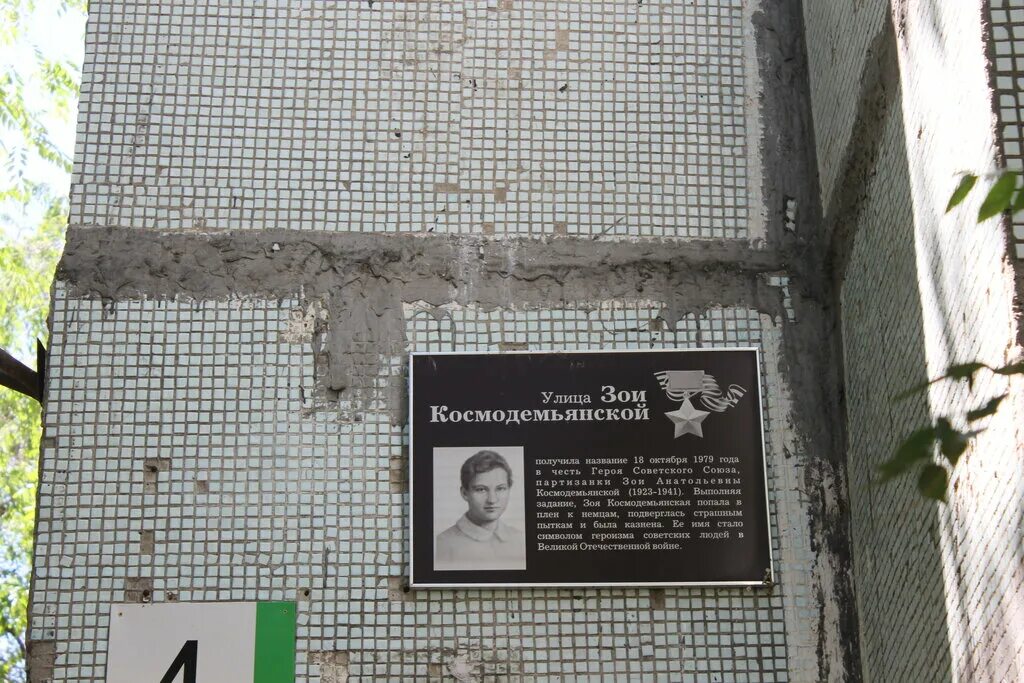 Улица Зои
Космодемьянской
получила название 18 октября 1979 года
в честь Героя Советского Союза,
партизанки Зои Анатольевны
Космодемьянской (1923-1941). Выполняя
задание, Зоя Космодемьянская попала в
плен к немцам, подверглась страшным
пыткам и была казнена. Ее имя стало
символом героизма советских людей в
Великой Отечественной войне.
4